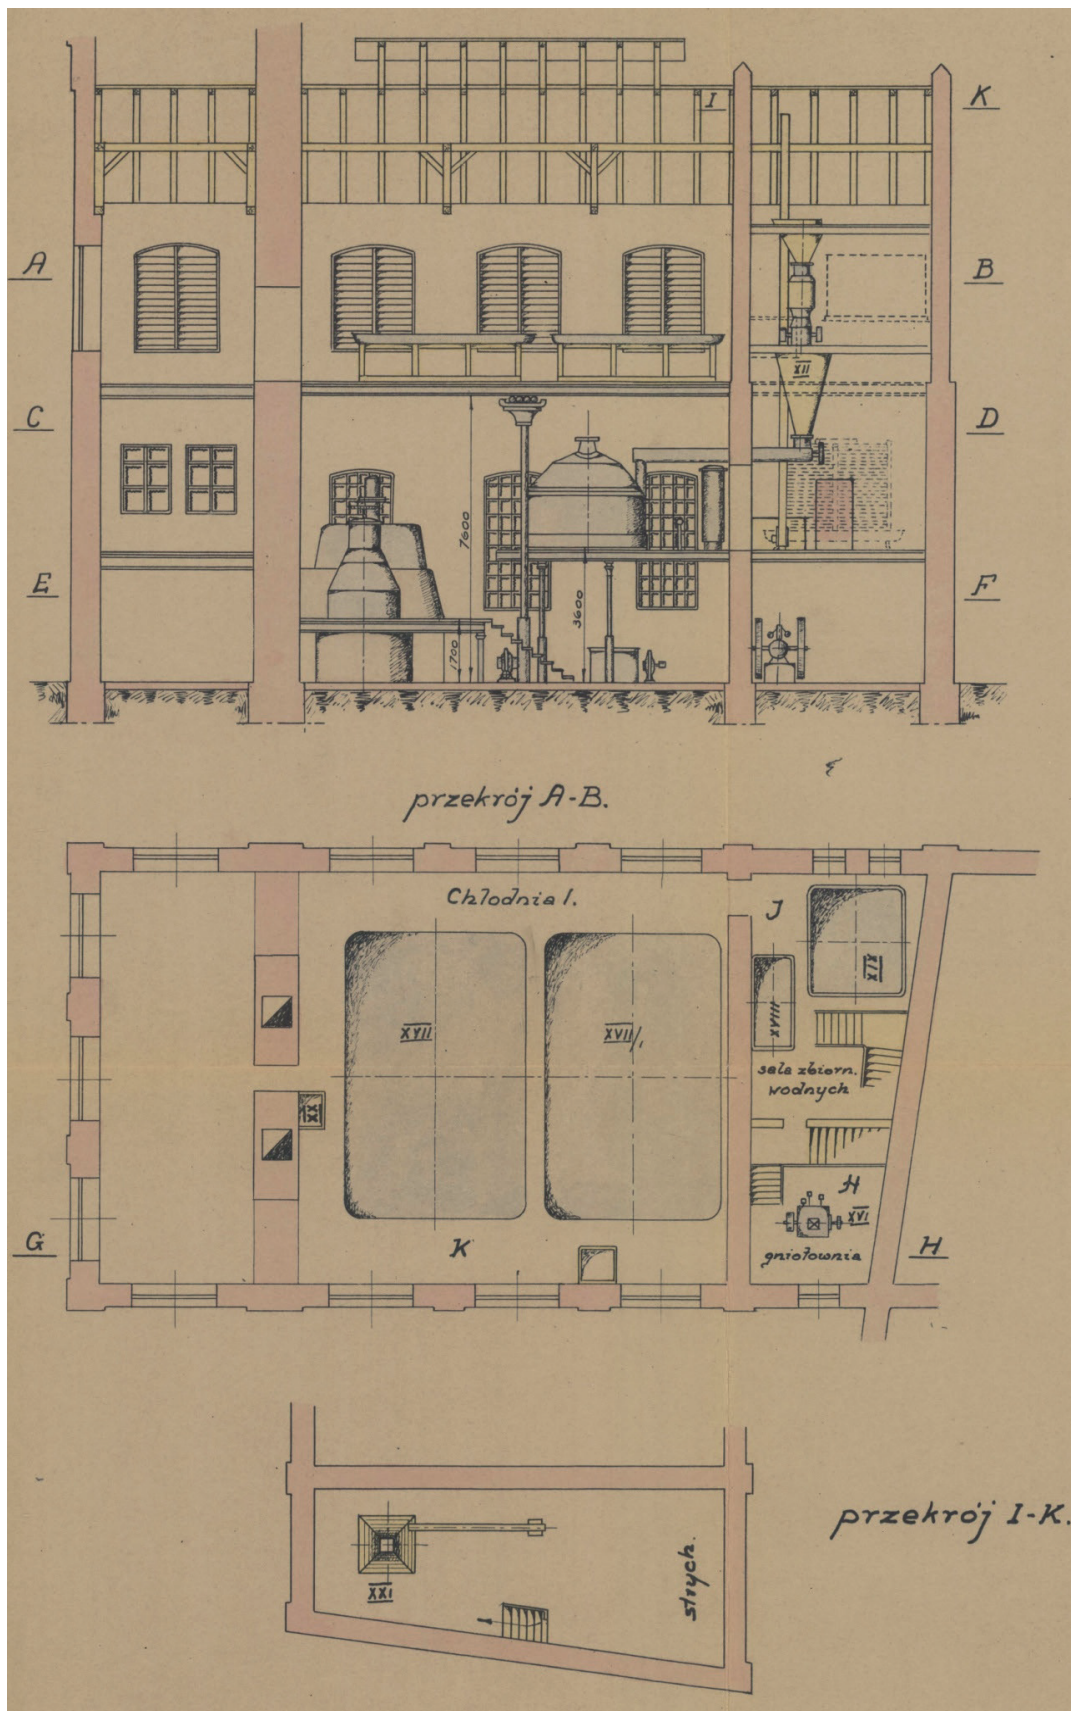 I
K
A
B
XII
C
D
7600
E
3600
F
1700
przekrój A-B.
Chłodnia I.
J
XIX
XVII
XVII/1
XVIII
sala zbiorn.
wodnych
XX
H
XVI
G
K
gniotownia
H
przekrój I-K.
strych.
XXI